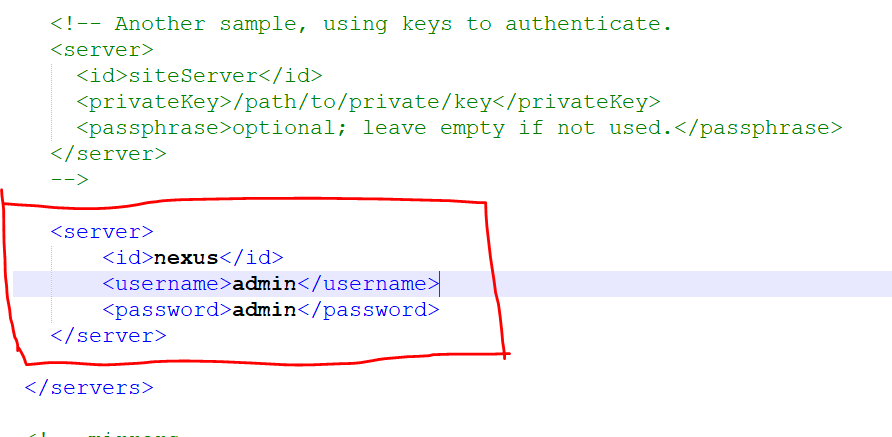 <!-- Another sample, using keys to authenticate.
<server>
<id>siteServer</id>
<privateKey>/path/to/private/key</privateKey>
<passphrase>optional; leave empty if not used.</passphrase>
</server>
-->
<server>
<id>nexus</id>
<username>admin</username>
<password>admin</password>
</server>
</servers>